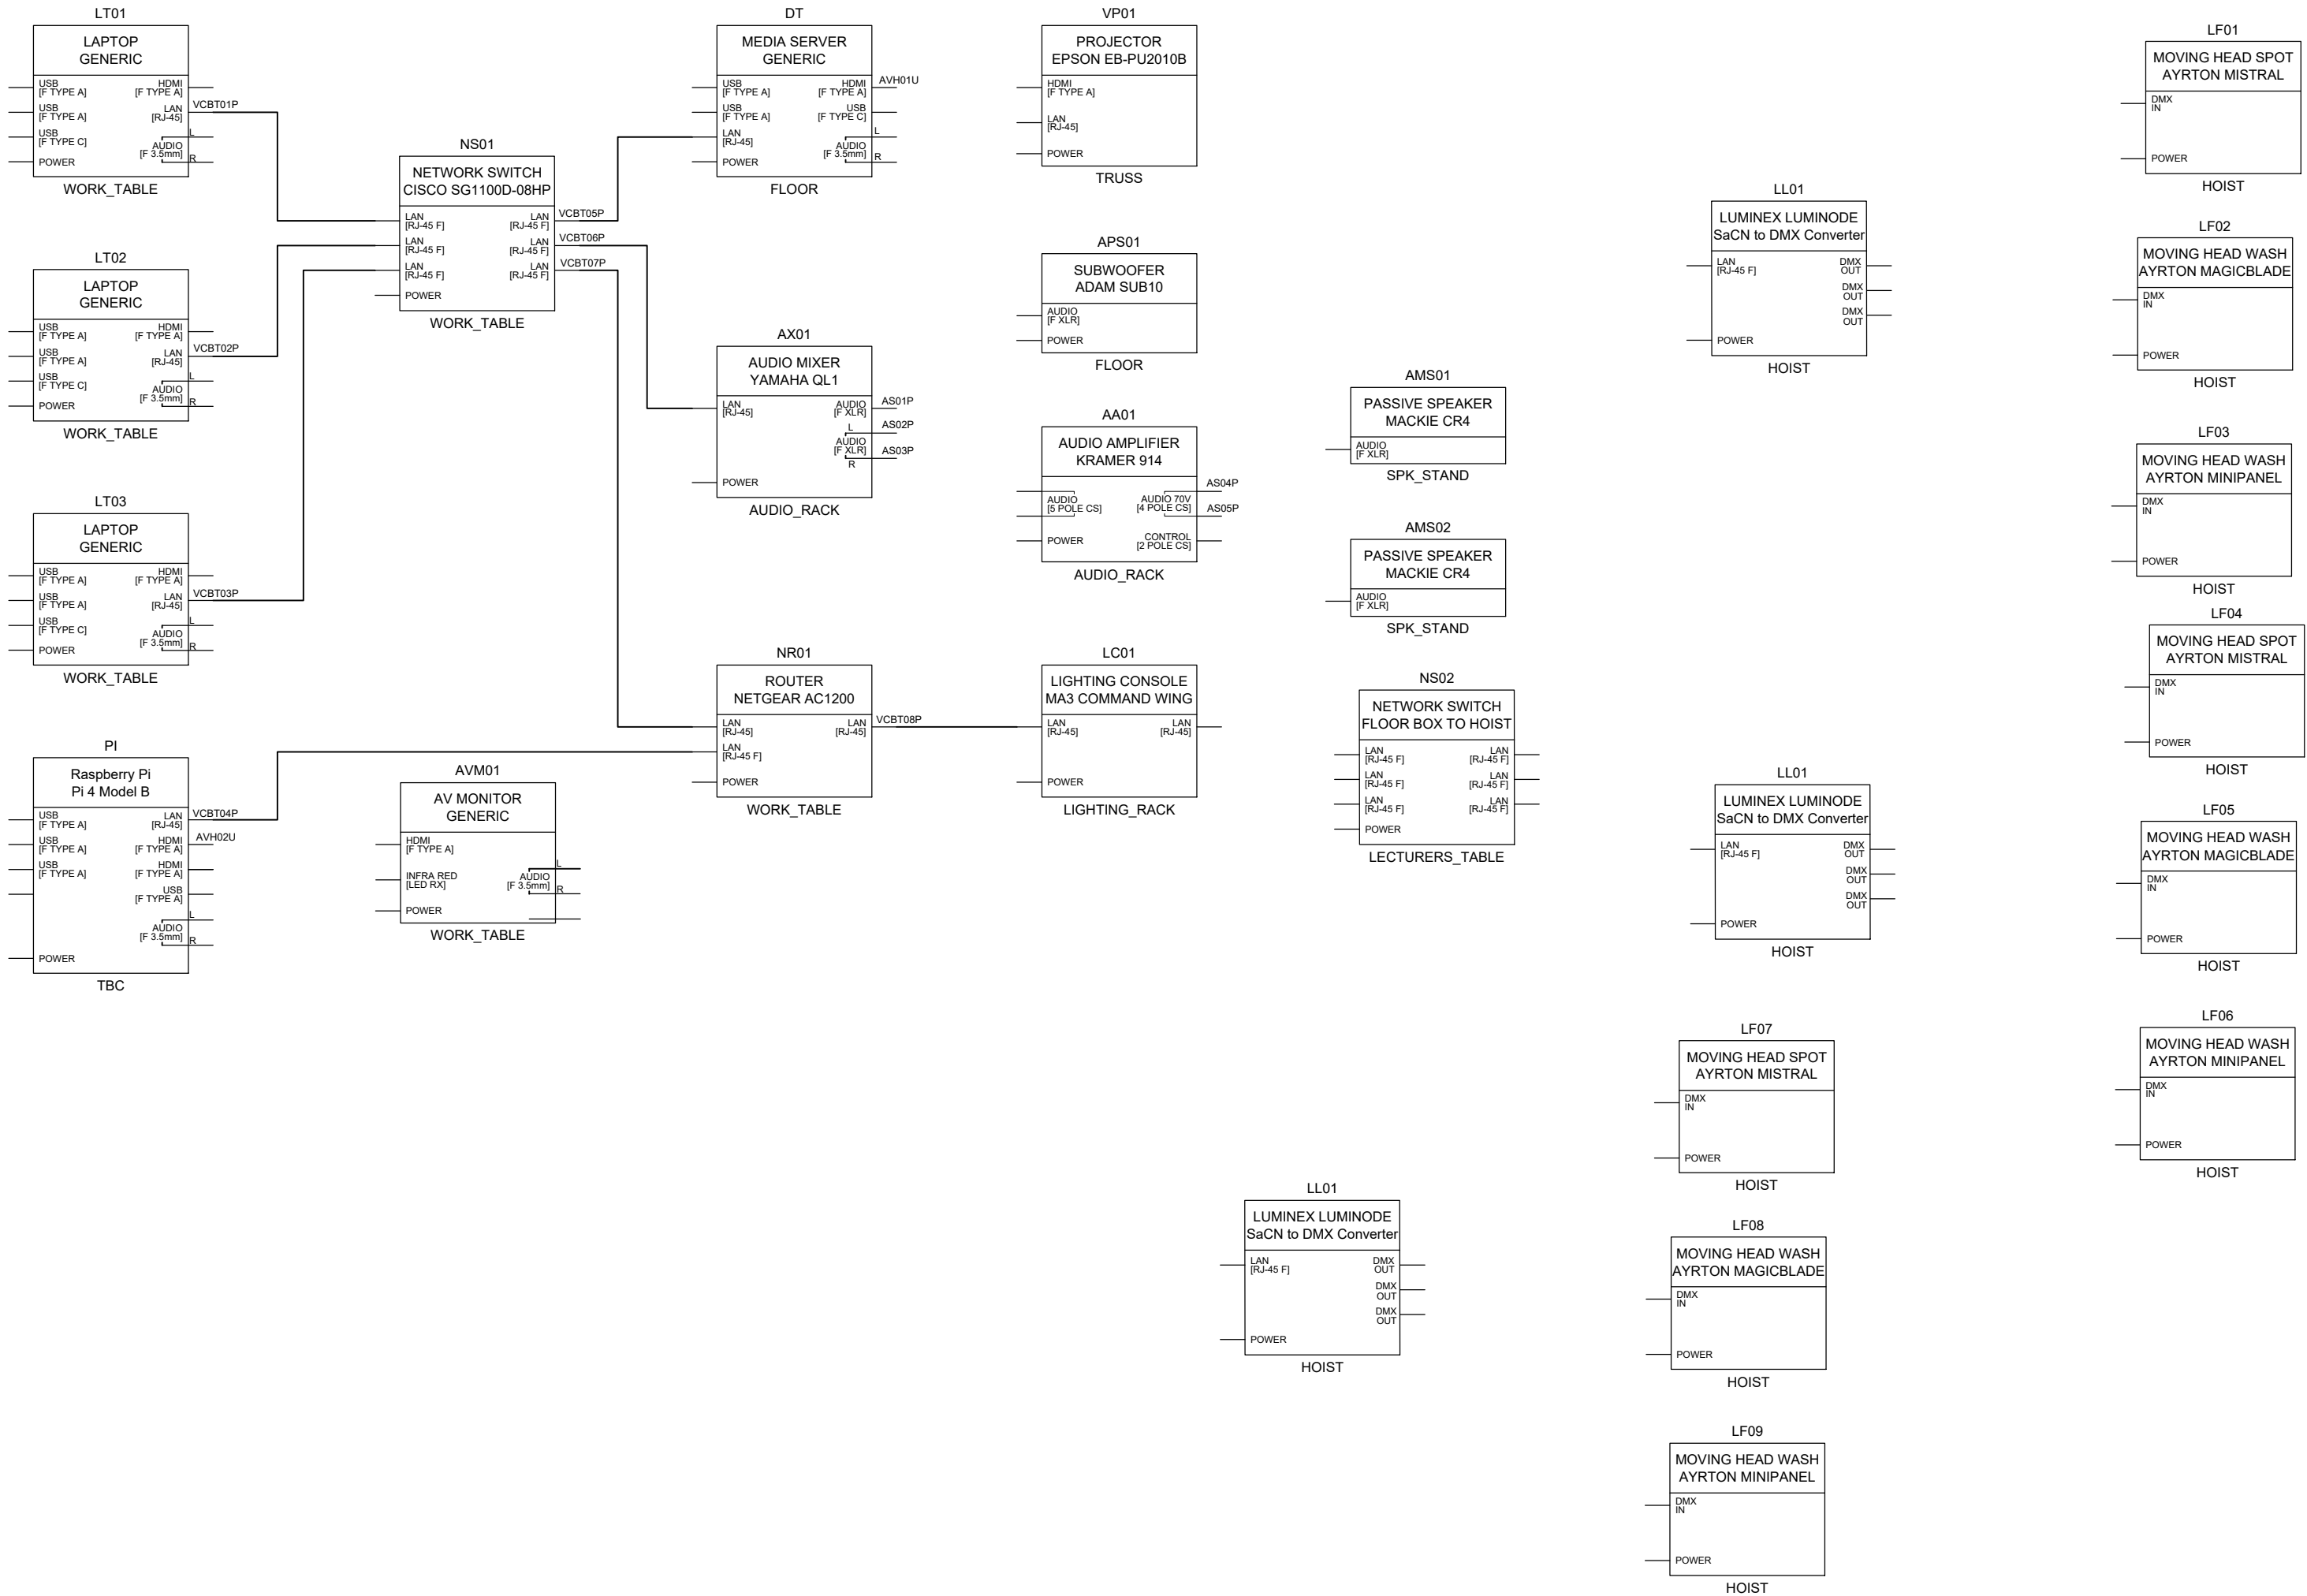 LT01
LAPTOP
GENERIC
USB
[F TYPE A]
HDMI
[F TYPE A]
USB
[F TYPE A]
LAN
[RJ-45]
VCBT01P
USB
[F TYPE C]
L
AUDIO
[F 3.5mm]
R
POWER
WORK_TABLE
LT02
LAPTOP
GENERIC
USB
[F TYPE A]
HDMI
[F TYPE A]
USB
[F TYPE A]
LAN
[RJ-45]
VCBT02P
USB
[F TYPE C]
L
AUDIO
[F 3.5mm]
R
POWER
WORK_TABLE
LT03
LAPTOP
GENERIC
USB
[F TYPE A]
HDMI
[F TYPE A]
USB
[F TYPE A]
LAN
[RJ-45]
VCBT03P
USB
[F TYPE C]
L
AUDIO
[F 3.5mm]
R
POWER
WORK_TABLE
PI
Raspberry Pi
Pi 4 Model B
USB
[F TYPE A]
LAN
[RJ-45]
VCBT04P
USB
[F TYPE A]
HDMI
[F TYPE A]
AVH02U
USB
[F TYPE A]
HDMI
[F TYPE A]
USB
[F TYPE A]
L
AUDIO
[F 3.5mm]
R
POWER
TBC
NS01
NETWORK SWITCH
CISCO SG1100D-08HP
LAN
[RJ-45 F]
LAN
[RJ-45 F]
VCBT05P
LAN
[RJ-45 F]
LAN
[RJ-45 F]
VCBT06P
LAN
[RJ-45 F]
LAN
[RJ-45 F]
VCBT07P
POWER
WORK_TABLE
AVM01
AV MONITOR
GENERIC
HDMI
[F TYPE A]
INFRA RED
[LED RX]
L
AUDIO
[F 3.5mm]
R
POWER
WORK_TABLE
DT
MEDIA SERVER
GENERIC
USB
[F TYPE A]
HDMI
[F TYPE A]
AVH01U
USB
[F TYPE A]
USB
[F TYPE C]
LAN
[RJ-45]
L
AUDIO
[F 3.5mm]
R
POWER
FLOOR
AX01
AUDIO MIXER
YAMAHA QL1
LAN
[RJ-45]
AUDIO
[F XLR]
AS01P
L
AS02P
AUDIO
[F XLR]
AS03P
R
POWER
AUDIO_RACK
NR01
ROUTER
NETGEAR AC1200
LAN
[RJ-45]
LAN
[RJ-45]
VCBT08P
LAN
[RJ-45 F]
POWER
WORK_TABLE
VP01
PROJECTOR
EPSON EB-PU2010B
HDMI
[F TYPE A]
LAN
[RJ-45]
POWER
TRUSS
APS01
SUBWOOFER
ADAM SUB10
AUDIO
[F XLR]
POWER
FLOOR
AA01
AUDIO AMPLIFIER
KRAMER 914
AUDIO
[5 POLE CS]
AUDIO 70V
[4 POLE CS]
AS04P
AS05P
POWER
CONTROL
[2 POLE CS]
AUDIO_RACK
LC01
LIGHTING CONSOLE
MA3 COMMAND WING
LAN
[RJ-45]
LAN
[RJ-45]
POWER
LIGHTING_RACK
AMS01
PASSIVE SPEAKER
MACKIE CR4
AUDIO
[F XLR]
SPK_STAND
AMS02
PASSIVE SPEAKER
MACKIE CR4
AUDIO
[F XLR]
SPK_STAND
NS02
NETWORK SWITCH
FLOOR BOX TO HOIST
LAN
[RJ-45 F]
LAN
[RJ-45 F]
LAN
[RJ-45 F]
LAN
[RJ-45 F]
LAN
[RJ-45 F]
LAN
[RJ-45 F]
POWER
LECTURERS_TABLE
LL01
LUMINEX LUMINODE
SaCN to DMX Converter
LAN
[RJ-45 F]
DMX
OUT
DMX
OUT
DMX
OUT
POWER
HOIST
LL01
LUMINEX LUMINODE
SaCN to DMX Converter
LAN
[RJ-45 F]
DMX
OUT
DMX
OUT
DMX
OUT
POWER
HOIST
LL01
LUMINEX LUMINODE
SaCN to DMX Converter
LAN
[RJ-45 F]
DMX
OUT
DMX
OUT
DMX
OUT
POWER
HOIST
LF07
MOVING HEAD SPOT
AYRTON MISTRAL
DMX
IN
POWER
HOIST
LF08
MOVING HEAD WASH
AYRTON MAGICBLADE
DMX
IN
POWER
HOIST
LF09
MOVING HEAD WASH
AYRTON MINIPANEL
DMX
IN
POWER
HOIST
LF01
MOVING HEAD SPOT
AYRTON MISTRAL
DMX
IN
POWER
HOIST
LF02
MOVING HEAD WASH
AYRTON MAGICBLADE
DMX
IN
POWER
HOIST
LF03
MOVING HEAD WASH
AYRTON MINIPANEL
DMX
IN
POWER
HOIST
LF04
MOVING HEAD SPOT
AYRTON MISTRAL
DMX
IN
POWER
HOIST
LF05
MOVING HEAD WASH
AYRTON MAGICBLADE
DMX
IN
POWER
HOIST
LF06
MOVING HEAD WASH
AYRTON MINIPANEL
DMX
IN
POWER
HOIST